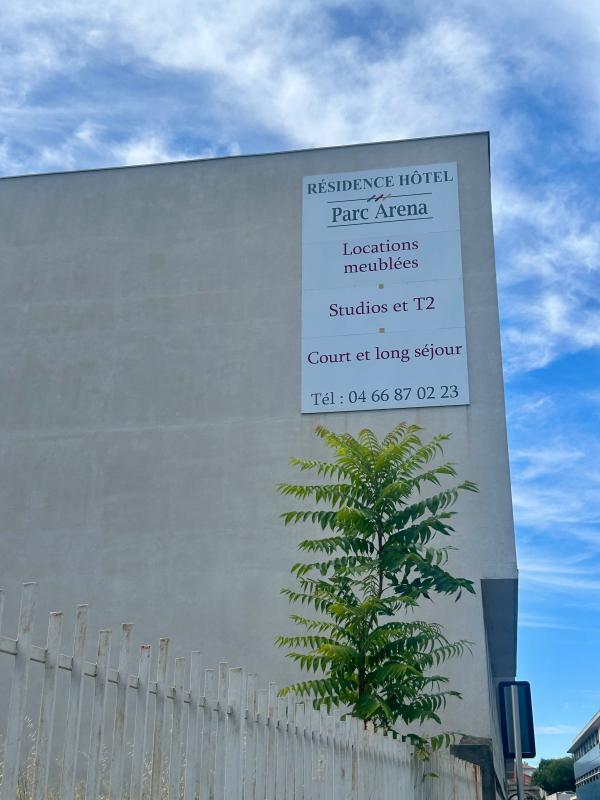 RÉSIDENCE HÔTEL
Parc Arena
Locations
meublées
Studios et T2
Court et long séjour
Tél : 04 66 87 02 23